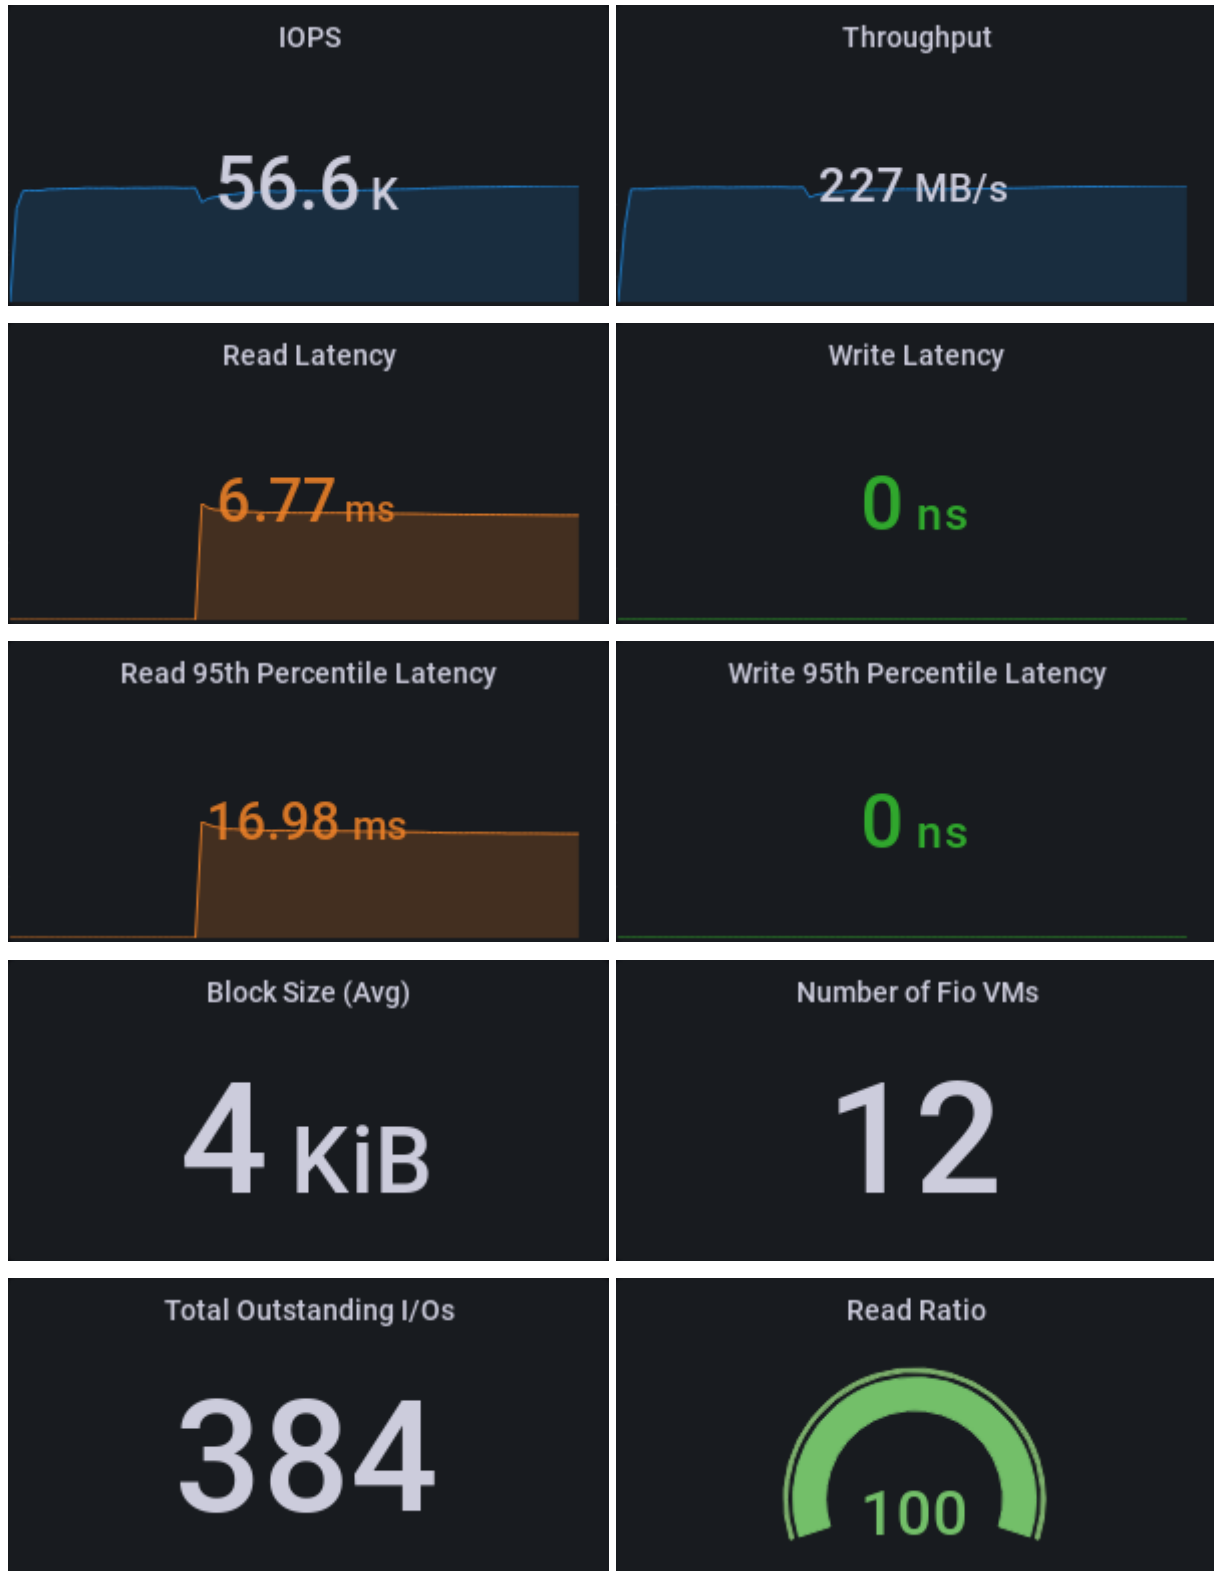 IOPS
56.6 K
Throughput
227 MB/s
Read Latency
6.77 ms
Write Latency
0 ns
Read 95th Percentile Latency
16.98 ms
Write 95th Percentile Latency
0 ns
Block Size (Avg)
4 KiB
Number of Fio VMs
12
Total Outstanding I/Os
384
Read Ratio
100